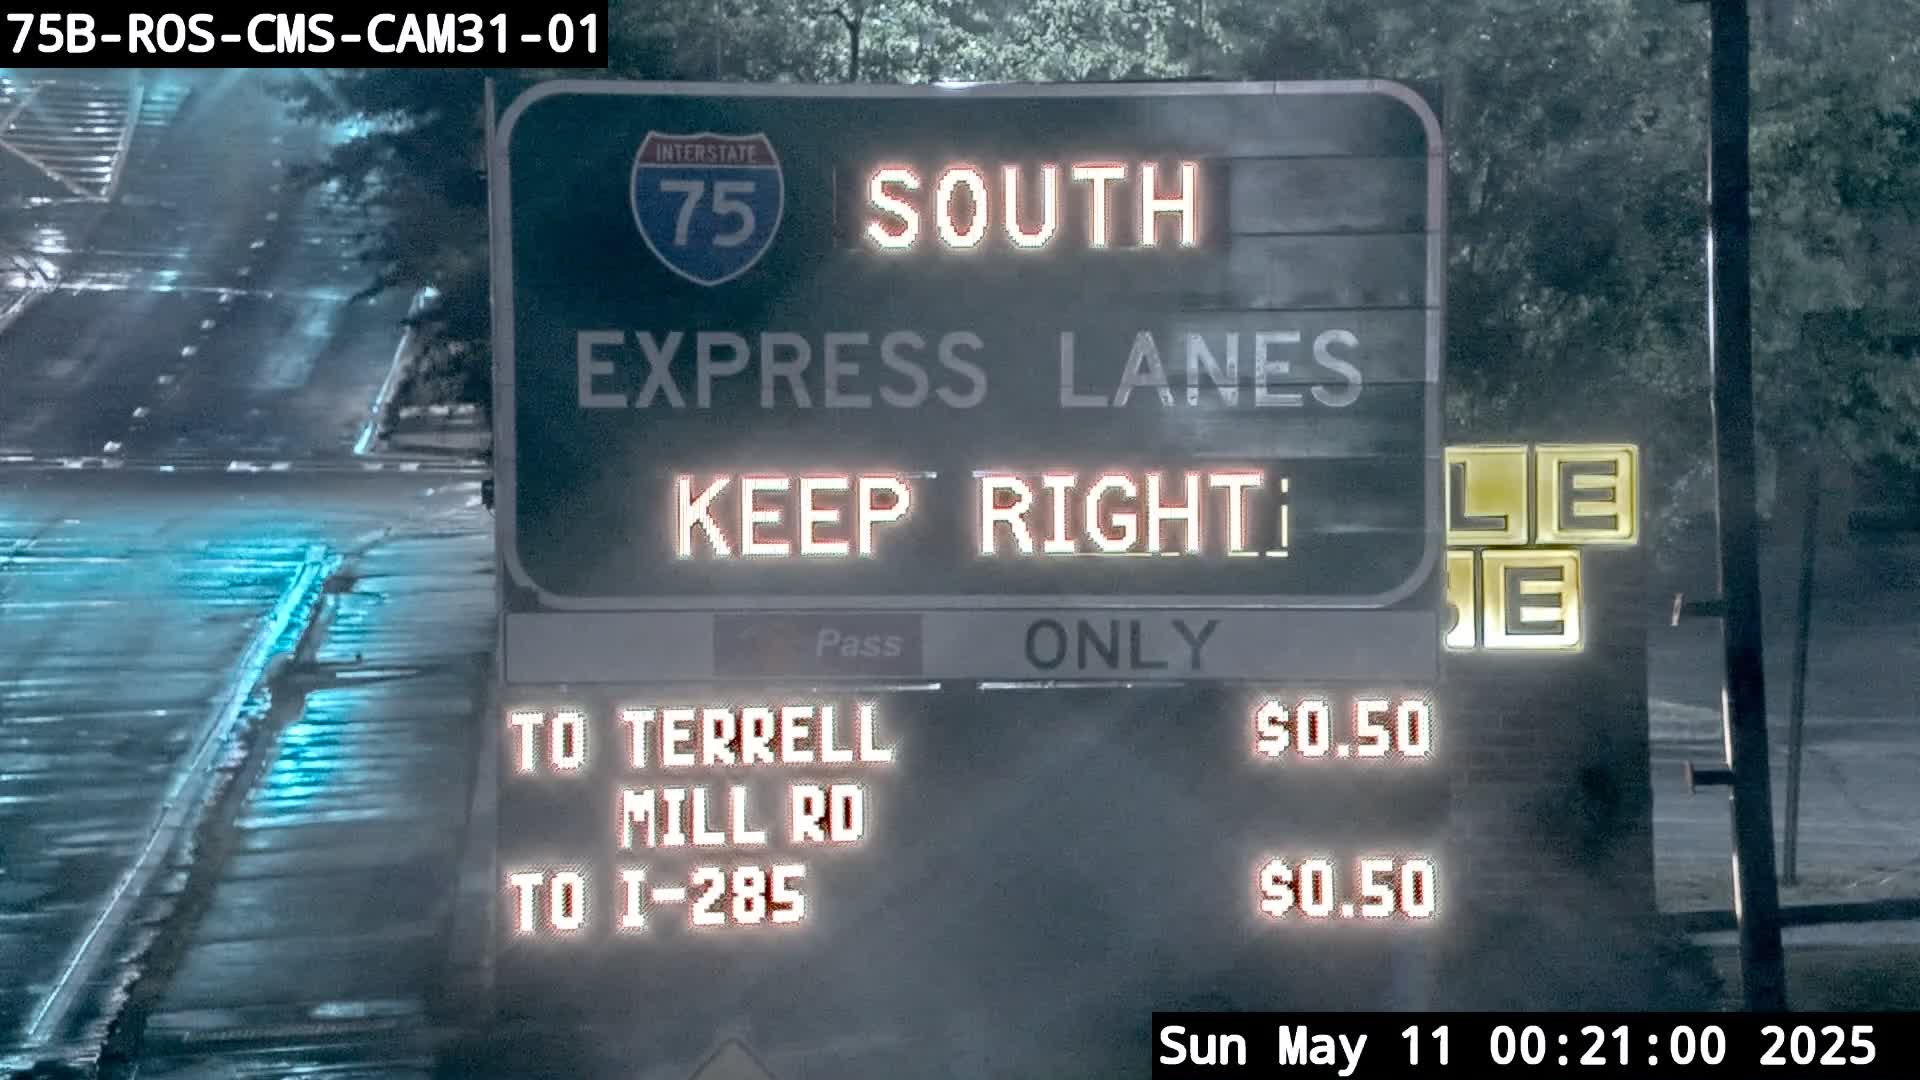 75B-ROS-CMS-CAM31-01
INTERSTATE
75
SOUTH
EXPRESS LANES
KEEP RIGHT
Pass ONLY
TO TERRELL $0.50
MILL RD
TO I-285 $0.50
LE
E
Sun May 11 00:21:00 2025